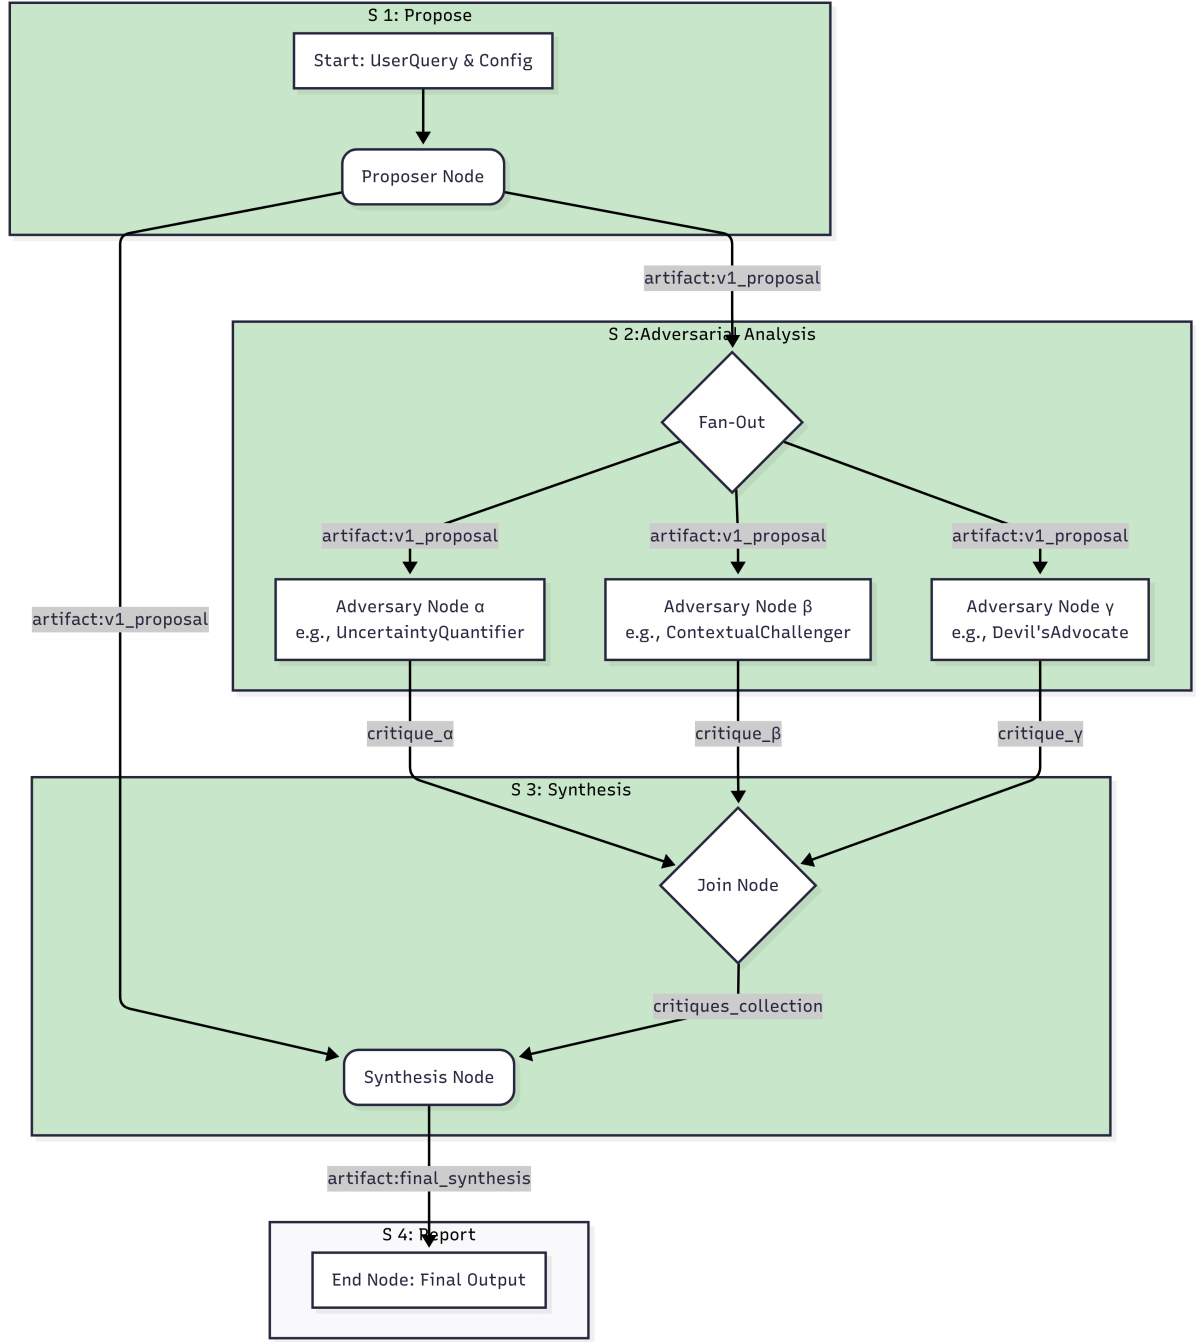 S 1: Propose
Start: UserQuery & Config
Proposer Node
artifact:v1_proposal
S 2:Adversarial Analysis
Fan-Out
artifact:v1_proposal
artifact:v1_proposal
artifact:v1_proposal
Adversary Node α
e.g., UncertaintyQuantifier
Adversary Node β
e.g., ContextualChallenger
Adversary Node γ
e.g., Devil'sAdvocate
artifact:v1_proposal
critique_α
critique_β
critique_γ
S 3: Synthesis
Join Node
critiques_collection
Synthesis Node
artifact:final_synthesis
S 4: Report
End Node: Final Output